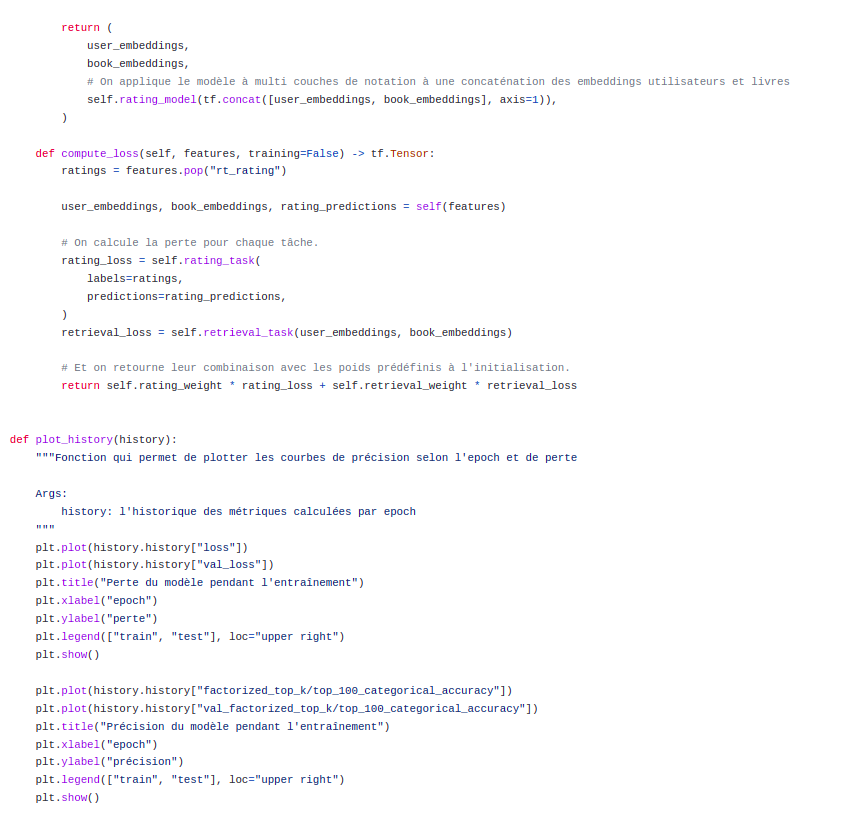 return (
            user_embeddings,
            book_embeddings,
            # On applique le modèle à multi couches de notation à une concaténation des embeddings utilisateurs et livres
            self.rating_model(tf.concat([user_embeddings, book_embeddings], axis=1)),
        )

    def compute_loss(self, features, training=False) -> tf.Tensor:
        ratings = features.pop("rt_rating")

        user_embeddings, book_embeddings, rating_predictions = self(features)

        # On calcule la perte pour chaque tâche.
        rating_loss = self.rating_task(
            labels=ratings,
            predictions=rating_predictions,
        )
        retrieval_loss = self.retrieval_task(user_embeddings, book_embeddings)

        # Et on retourne leur combinaison avec les poids prédéfinis à l'initialisation.
        return self.rating_weight * rating_loss + self.retrieval_weight * retrieval_loss


def plot_history(history):
    """Fonction qui permet de plotter les courbes de précision selon l'epoch et de perte

    Args:
        history: l'historique des métriques calculées par epoch
    """
    plt.plot(history.history["loss"])
    plt.plot(history.history["val_loss"])
    plt.title("Perte du modèle pendant l'entraînement")
    plt.xlabel("epoch")
    plt.ylabel("perte")
    plt.legend(["train", "test"], loc="upper right")
    plt.show()

    plt.plot(history.history["factorized_top_k/top_100_categorical_accuracy"])
    plt.plot(history.history["val_factorized_top_k/top_100_categorical_accuracy"])
    plt.title("Précision du modèle pendant l'entraînement")
    plt.xlabel("epoch")
    plt.ylabel("précision")
    plt.legend(["train", "test"], loc="upper right")
    plt.show()